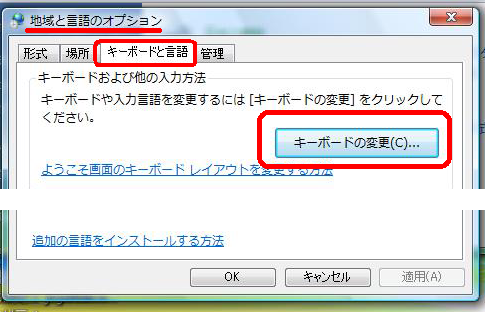 地域と言語のオプション
形式 場所 キーボードと言語 管理
キーボードおよび他の入力方法
キーボードや入力言語を変更するには [キーボードの変更] をクリックして
ください。
キーボードの変更(C)...
ようこそ画面のキーボード レイアウトを変更する方法
追加の言語をインストールする方法
OK キャンセル 適用(A)